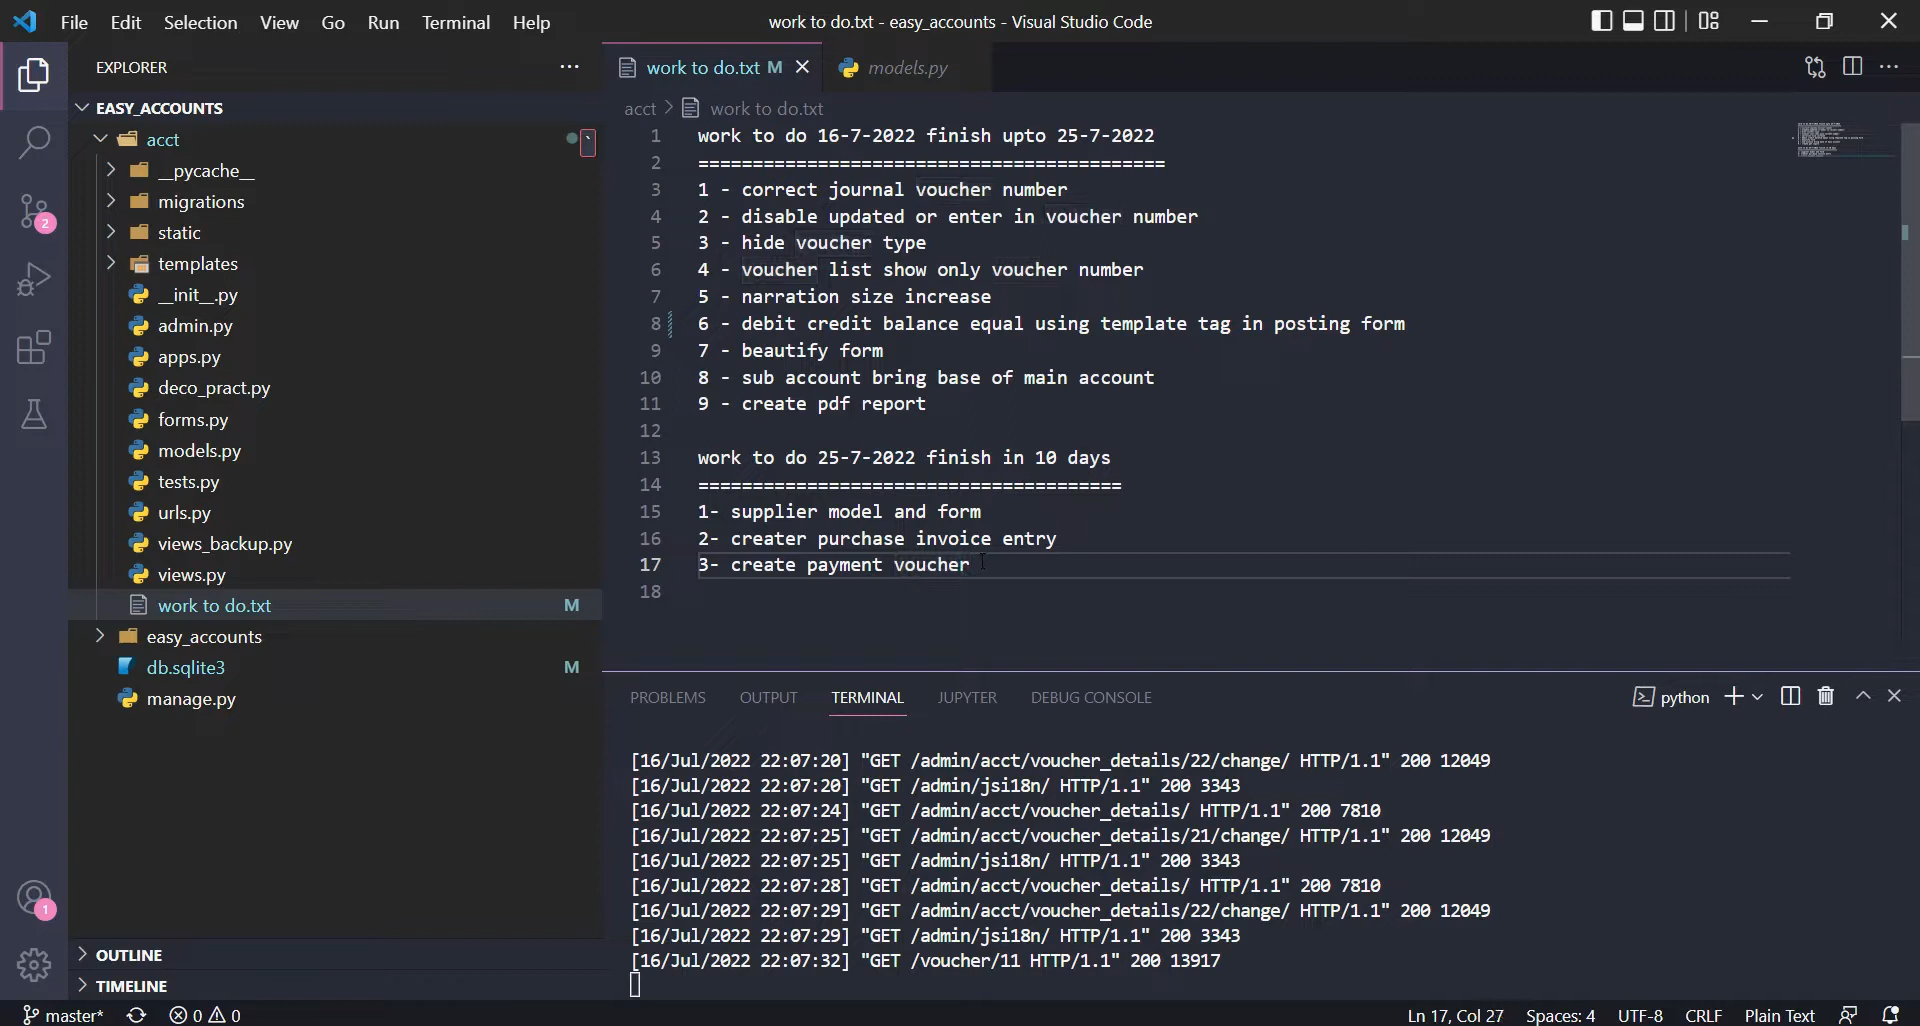 File Edit Selection View Go Run Terminal Help
work to do.txt - easy_accounts - Visual Studio Code
EXPLORER
EASY_ACCOUNTS
acct
__pycache__
migrations
static
templates
__init__.py
admin.py
apps.py
deco_pract.py
forms.py
models.py
tests.py
urls.py
views_backup.py
views.py
work to do.txt M
easy_accounts
db.sqlite3 M
manage.py
OUTLINE
TIMELINE
2
1
work to do.txt M
models.py
acct > work to do.txt
1 work to do 16-7-2022 finish upto 25-7-2022
2 ===========================================
3 1 - correct journal voucher number
4 2 - disable updated or enter in voucher number
5 3 - hide voucher type
6 4 - voucher list show only voucher number
7 5 - narration size increase
8 6 - debit credit balance equal using template tag in posting form
9 7 - beautify form
10 8 - sub account bring base of main account
11 9 - create pdf report
12
13 work to do 25-7-2022 finish in 10 days
14 =======================================
15 1- supplier model and form
16 2- creater purchase invoice entry
17 3- create payment voucher
18
PROBLEMS OUTPUT TERMINAL JUPYTER DEBUG CONSOLE
python
[16/Jul/2022 22:07:20] "GET /admin/acct/voucher_details/22/change/ HTTP/1.1" 200 12049
[16/Jul/2022 22:07:20] "GET /admin/jsi18n/ HTTP/1.1" 200 3343
[16/Jul/2022 22:07:24] "GET /admin/acct/voucher_details/ HTTP/1.1" 200 7810
[16/Jul/2022 22:07:25] "GET /admin/acct/voucher_details/21/change/ HTTP/1.1" 200 12049
[16/Jul/2022 22:07:25] "GET /admin/jsi18n/ HTTP/1.1" 200 3343
[16/Jul/2022 22:07:28] "GET /admin/acct/voucher_details/ HTTP/1.1" 200 7810
[16/Jul/2022 22:07:29] "GET /admin/acct/voucher_details/22/change/ HTTP/1.1" 200 12049
[16/Jul/2022 22:07:29] "GET /admin/jsi18n/ HTTP/1.1" 200 3343
[16/Jul/2022 22:07:32] "GET /voucher/11 HTTP/1.1" 200 13917
master* 0 0
Ln 17, Col 27 Spaces: 4 UTF-8 CRLF Plain Text